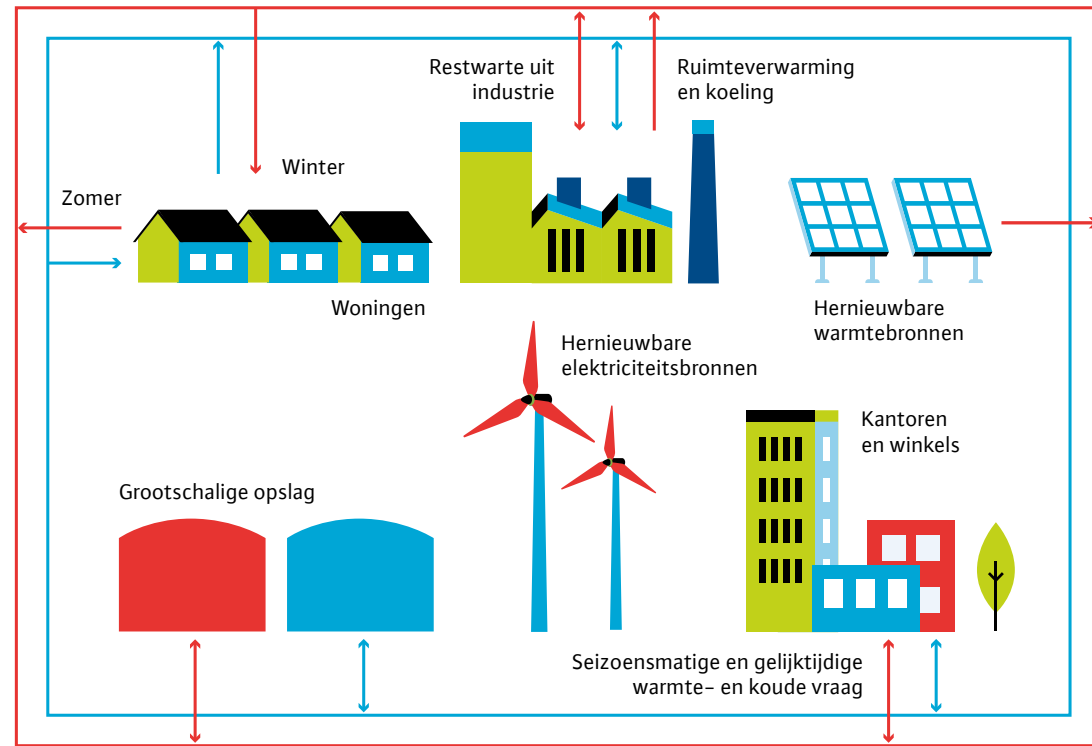 Restwarte uit
industrie
Ruimteverwarming
en koeling
Winter
Zomer
Woningen
Hernieuwbare
warmtebronnen
Hernieuwbare
elektriciteitsbronnen
Kantoren
en winkels
Grootschalige opslag
Seizoensmatige en gelijktijdige
warmte- en koude vraag